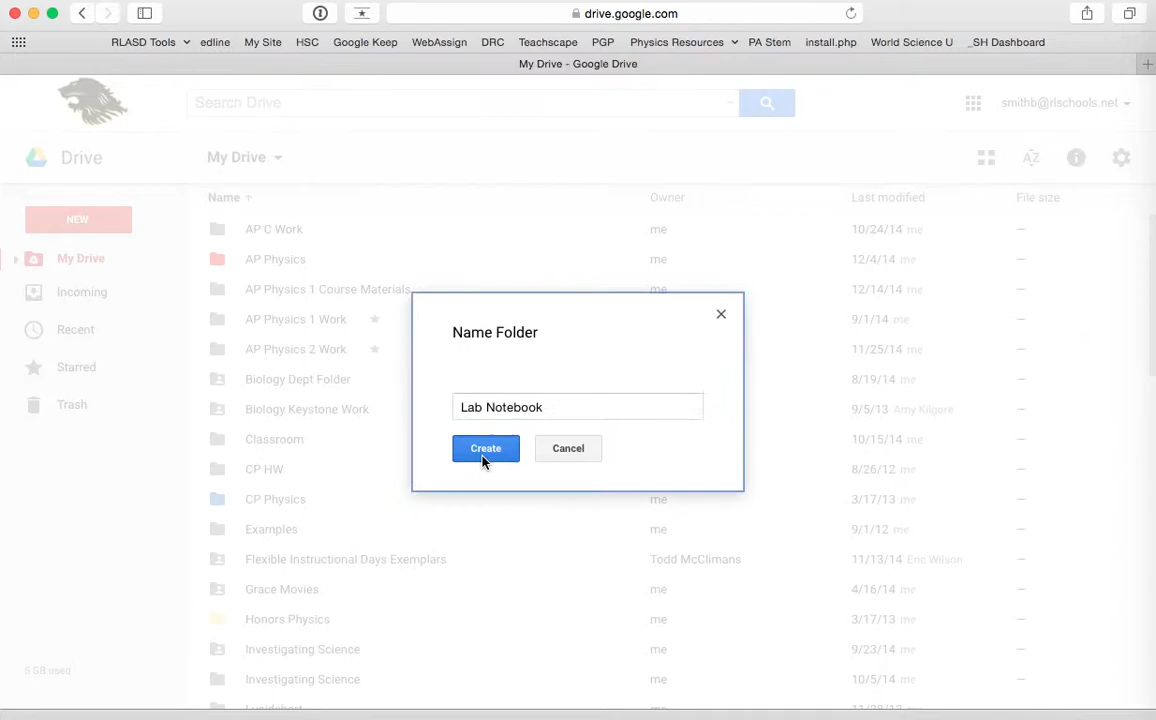 drive.google.com
RLASD Tools edline My Site HSC Google Keep WebAssign DRC Teachscape PGP Physics Resources PA Stem install.php World Science U _SH Dashboard
My Drive - Google Drive
Search Drive
smithb@rlschools.net
Drive
My Drive
Name Owner Last modified File size
NEW
My Drive
Incoming
Recent
Starred
Trash
5 GB used
AP C Work me 10/24/14 me —
AP Physics me 12/4/14 me —
AP Physics 1 Course Materials me 12/14/14 me —
AP Physics 1 Work 9/1/14 me —
AP Physics 2 Work 11/25/14 me —
Biology Dept Folder 8/19/14 me —
Biology Keystone Work 9/5/13 Amy Kilgore —
Classroom 10/15/14 me —
CP HW 8/26/12 me —
CP Physics me 3/17/13 me —
Examples me 9/1/12 me —
Flexible Instructional Days Exemplars Todd McClimans 11/13/14 Eric Wilson —
Grace Movies me 4/16/14 me —
Honors Physics me 3/17/13 me —
Investigating Science me 9/23/14 me —
Investigating Science me 10/5/14 me —
Name Folder
Lab Notebook
Create
Cancel